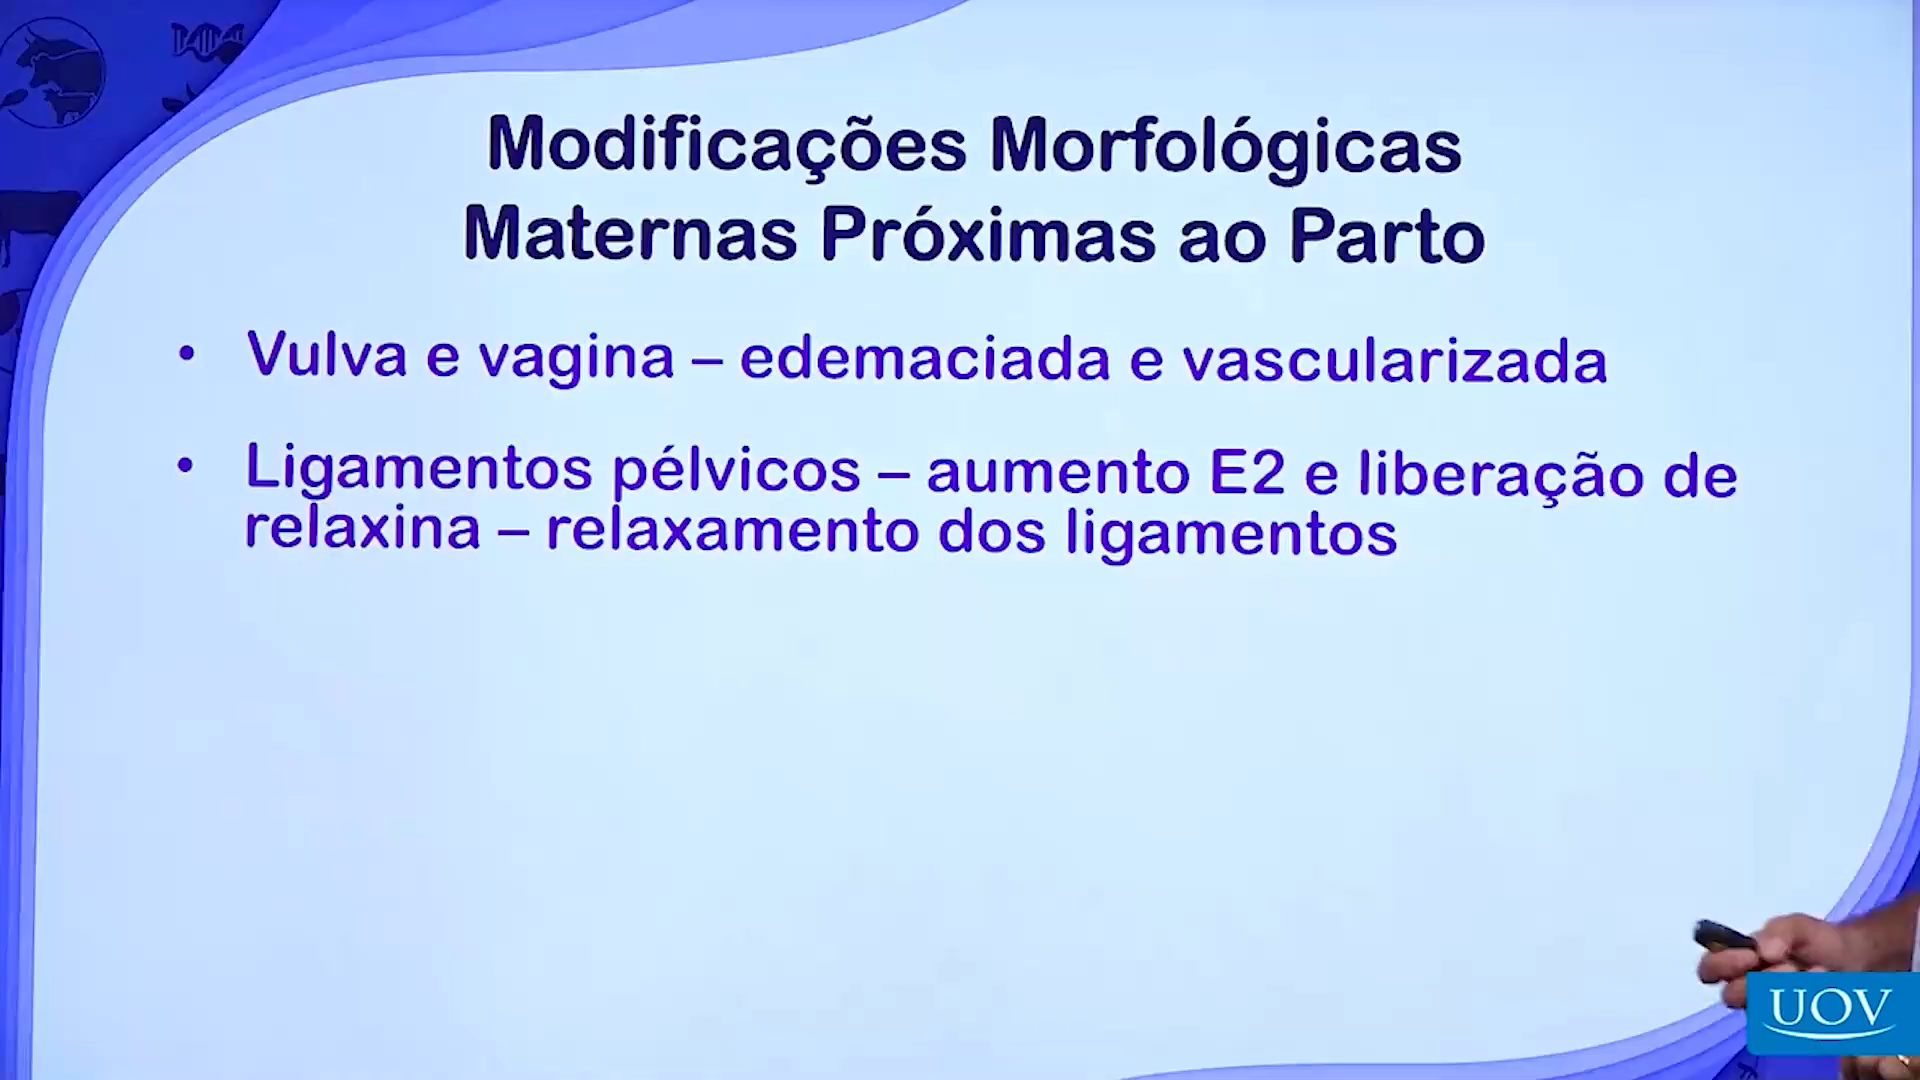 Modificações Morfológicas
Maternas Próximas ao Parto
• Vulva e vagina – edemaciada e vascularizada
• Ligamentos pélvicos – aumento E2 e liberação de
relaxina – relaxamento dos ligamentos
UOV